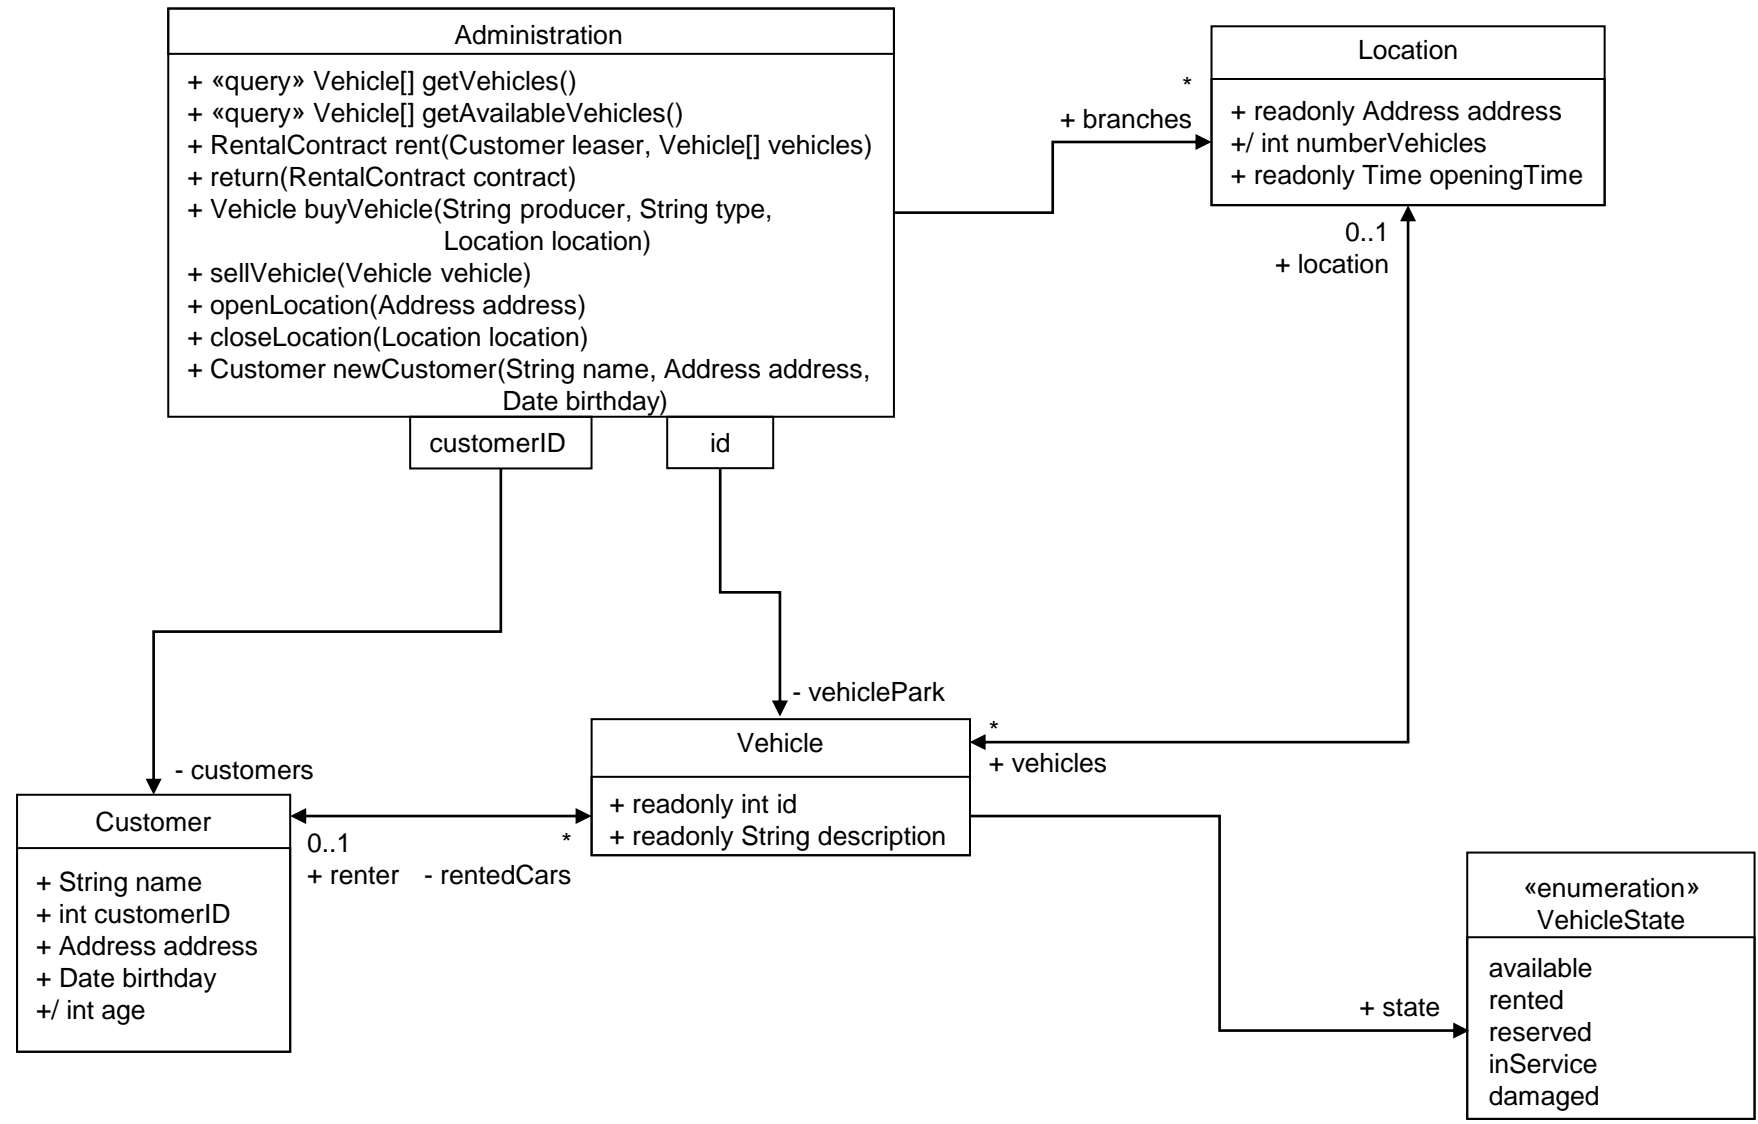 Administration
+ «query» Vehicle[] getVehicles()
+ «query» Vehicle[] getAvailableVehicles()
+ RentalContract rent(Customer leaser, Vehicle[] vehicles)
+ return(RentalContract contract)
+ Vehicle buyVehicle(String producer, String type,
Location location)
+ sellVehicle(Vehicle vehicle)
+ openLocation(Address address)
+ closeLocation(Location location)
+ Customer newCustomer(String name, Address address,
Date birthday)
customerID
id
*
+ branches
Location
+ readonly Address address
+/ int numberVehicles
+ readonly Time openingTime
0..1
+ location
- vehiclePark
*
+ vehicles
Vehicle
+ readonly int id
+ readonly String description
- customers
Customer
+ String name
+ int customerID
+ Address address
+ Date birthday
+/ int age
0..1
+ renter
*
- rentedCars
+ state
«enumeration»
VehicleState
available
rented
reserved
inService
damaged